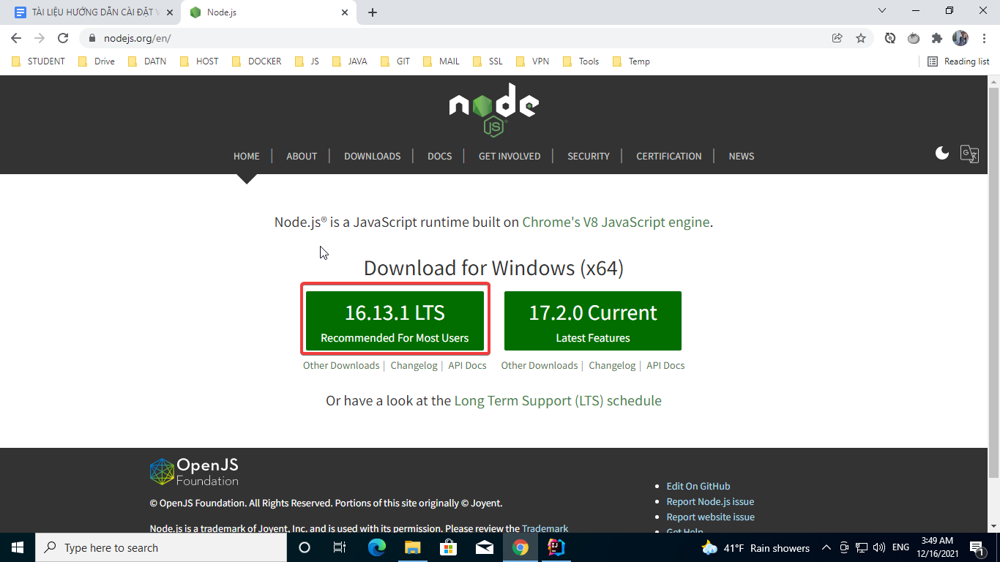 TÀI LIỆU HƯỚNG DẪN CÀI ĐẶT V
Node.js
nodejs.org/en/
STUDENT Drive DATN HOST DOCKER JS JAVA GIT MAIL SSL VPN Tools Temp Reading list
node
JS
HOME ABOUT DOWNLOADS DOCS GET INVOLVED SECURITY CERTIFICATION NEWS
Node.js® is a JavaScript runtime built on Chrome's V8 JavaScript engine.
Download for Windows (x64)
16.13.1 LTS
Recommended For Most Users
17.2.0 Current
Latest Features
Other Downloads | Changelog | API Docs
Other Downloads | Changelog | API Docs
Or have a look at the Long Term Support (LTS) schedule
OpenJS
Foundation
© OpenJS Foundation. All Rights Reserved. Portions of this site originally © Joyent.
Node.js is a trademark of Joyent, Inc. and is used with its permission. Please review the Trademark
Edit On GitHub
Report Node.js issue
Report website issue
Get Help
Type here to search
IJ
41°F Rain showers
ENG
3:49 AM
12/16/2021
1